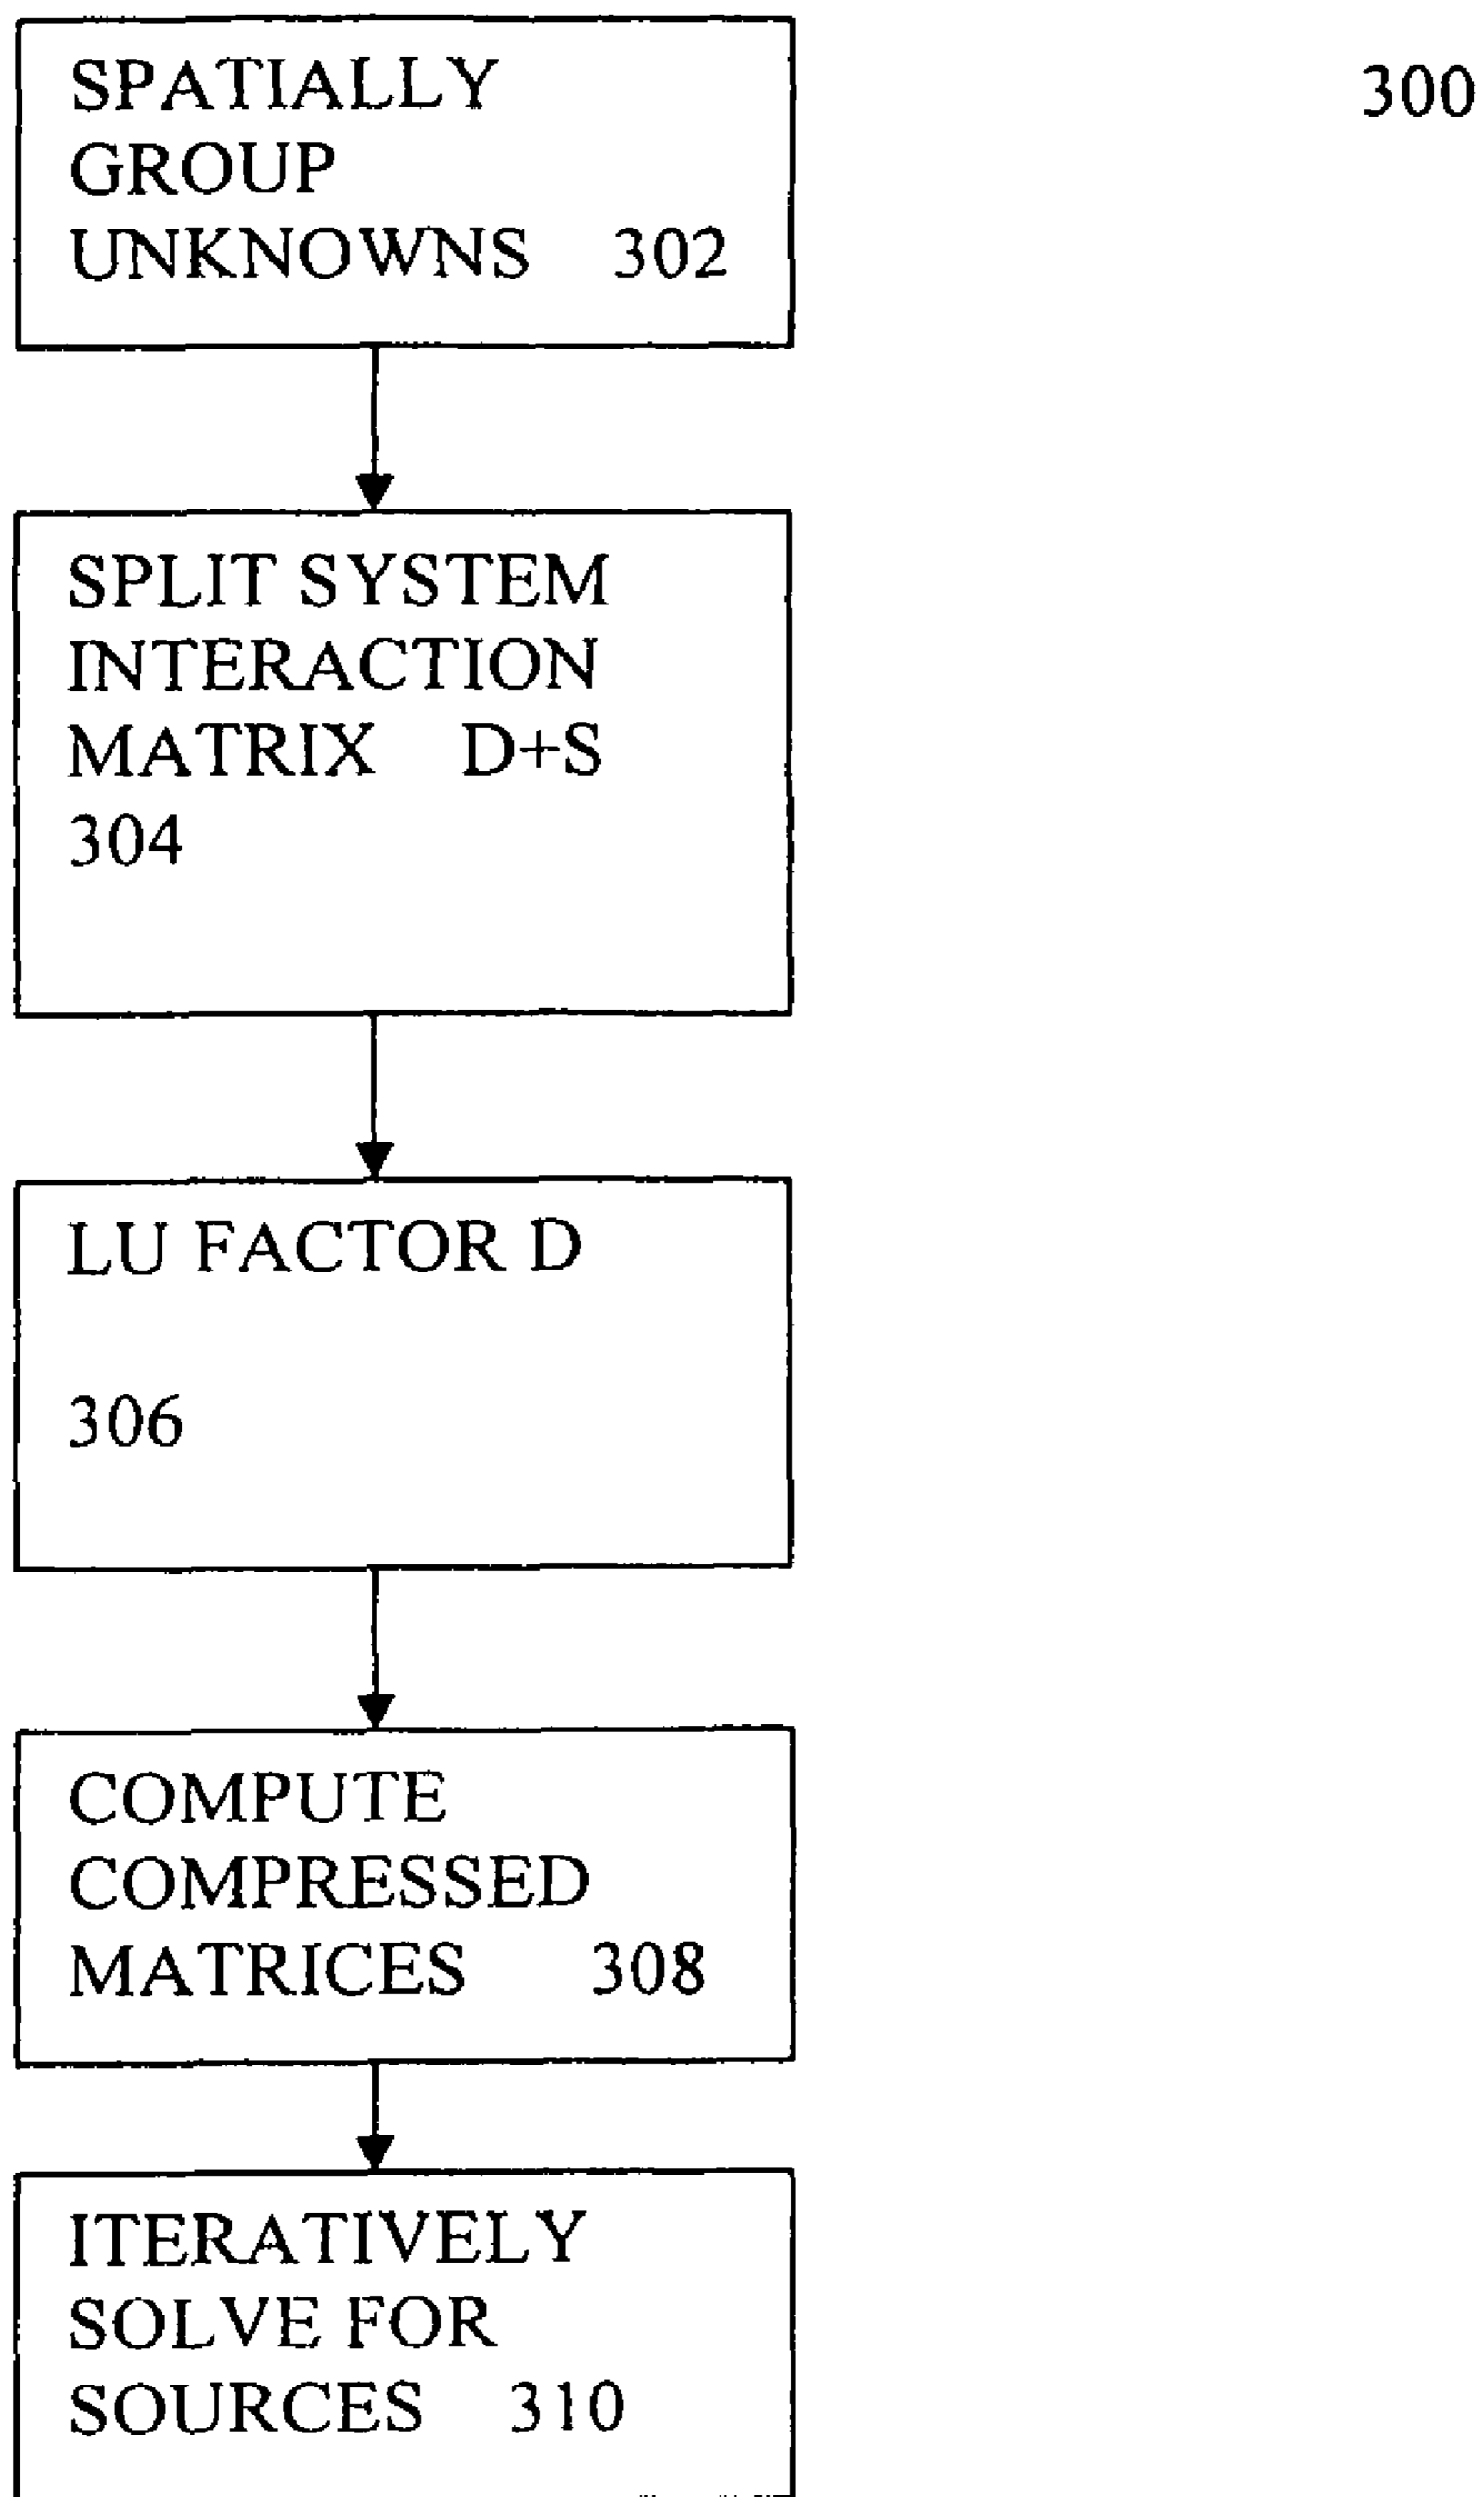 SPATIALLY
300
GROUP
UNKNOWNS 302
SPLIT SYSTEM
INTERACTION
MATRIX D+S
304
LU FACTOR D
306
COMPUTE
COMPRESSED
MATRICES 308
ITERATIVELY
SOLVE FOR
SOURCES 310